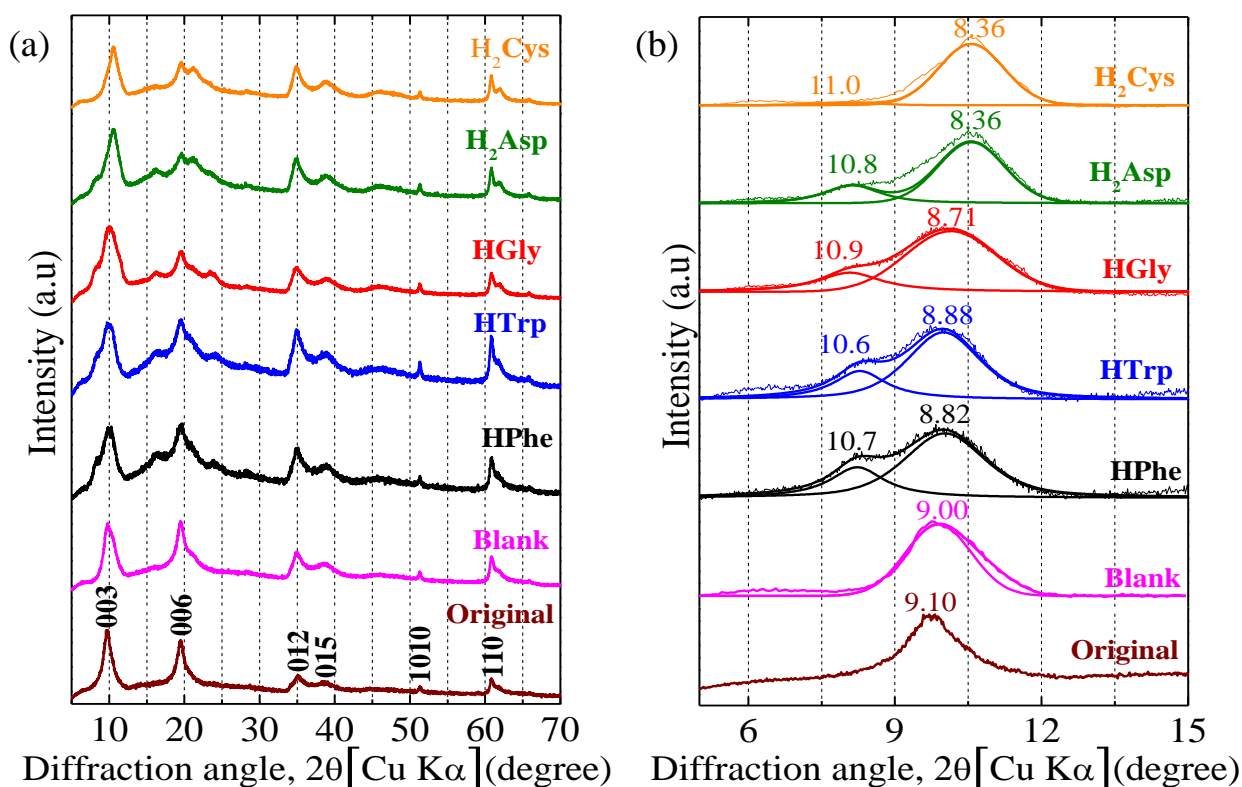 (a)
H₂Cys
H₂Asp
HGly
HTrp
HPhe
Blank
Original
003
006
012
015
1010
110
Intensity (a.u)
10 20 30 40 50 60 70
Diffraction angle, 2θ⎡Cu Kα⎤(degree)
(b)
8.36
11.0
H₂Cys
8.36
10.8
H₂Asp
8.71
10.9
HGly
8.88
10.6
HTrp
8.82
10.7
HPhe
9.00
Blank
9.10
Original
Intensity (a.u
6 9 12 15
Diffraction angle, 2θ⎡Cu Kα⎤(degree)